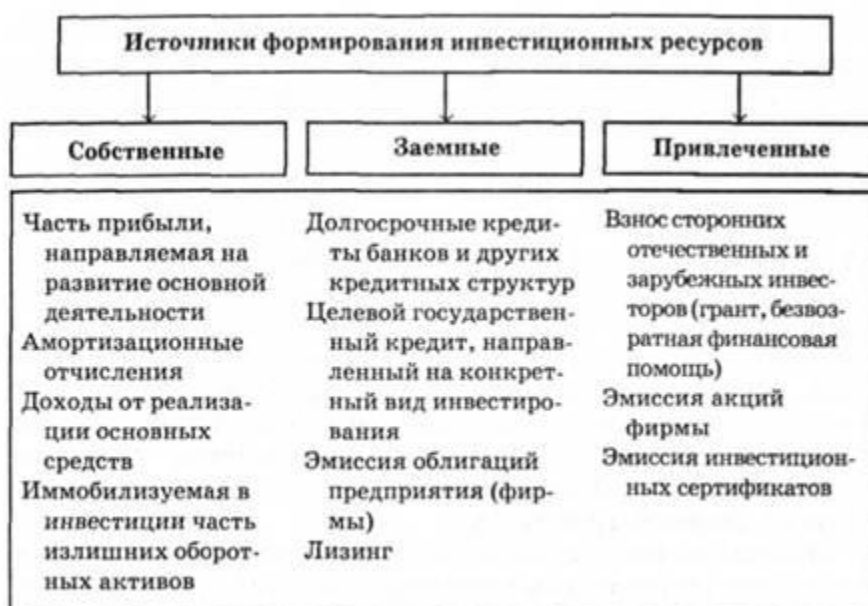 Источники формирования инвестиционных ресурсов
Собственные
Заемные
Привлеченные
Часть прибыли,
направляемая на
развитие основной
деятельности
Амортизационные
отчисления
Доходы от реализа-
ции основных
средств
Иммобилизуемая в
инвестиции часть
излишних оборот-
ных активов
Долгосрочные креди-
ты банков и других
кредитных структур
Целевой государствен-
ный кредит, направ-
ленный на конкрет-
ный вид инвестиро-
вания
Эмиссия облигаций
предприятия (фир-
мы)
Лизинг
Взнос сторонних
отечественных и
зарубежных инвес-
торов (грант, безвоз-
ратная финансовая
помощь)
Эмиссия акций
фирмы
Эмиссия инвестицион-
ных сертификатов